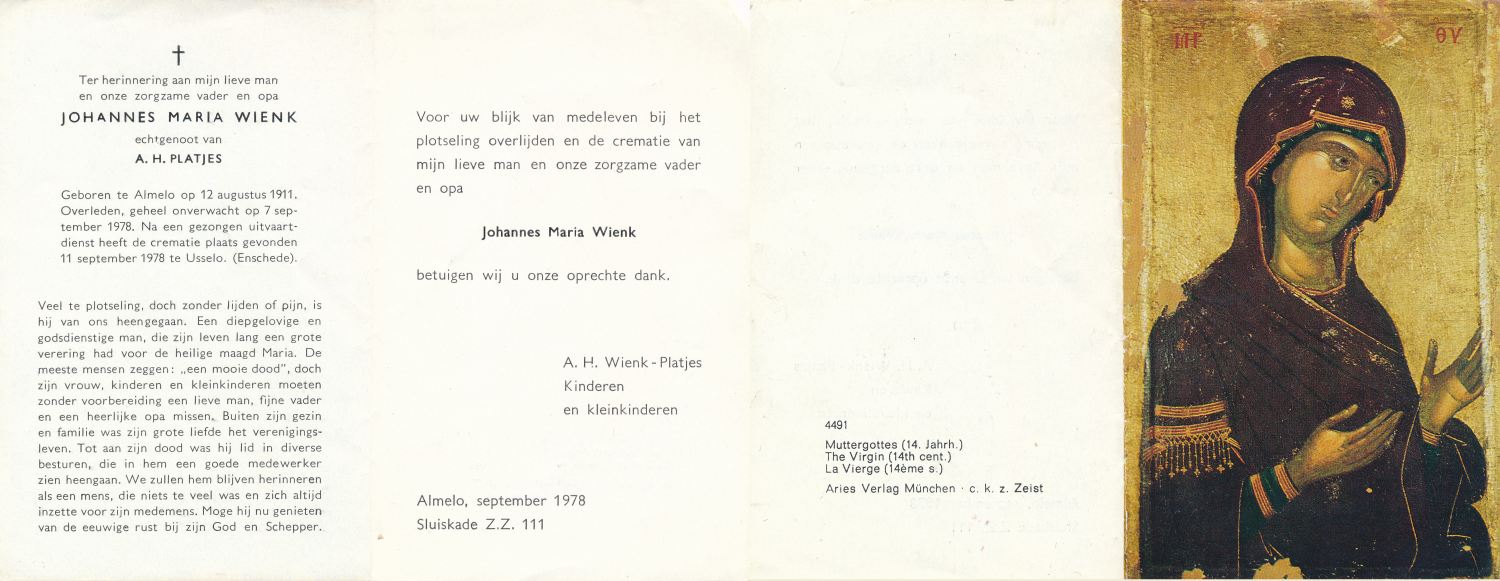 Ter herinnering aan mijn lieve man
en onze zorgzame vader en opa
JOHANNES MARIA WIENK
echtgenoot van
A. H. PLATJES
Geboren te Almelo op 12 augustus 1911.
Overleden, geheel onverwacht op 7 sep-
tember 1978. Na een gezongen uitvaart-
dienst heeft de crematie plaats gevonden
11 september 1978 te Usselo. (Enschede).
Veel te plotseling, doch zonder lijden of pijn, is
hij van ons heengegaan. Een diepgelovige en
godsdienstige man, die zijn leven lang een grote
verering had voor de heilige maagd Maria. De
meeste mensen zeggen: „een mooie dood”, doch
zijn vrouw, kinderen en kleinkinderen moeten
zonder voorbereiding een lieve man, fijne vader
en een heerlijke opa missen. Buiten zijn gezin
en familie was zijn grote liefde het verenigings-
leven. Tot aan zijn dood was hij lid in diverse
besturen, die in hem een goede medewerker
zien heengaan. We zullen hem blijven herinneren
als een mens, die niets te veel was en zich altijd
inzette voor zijn medemens. Moge hij nu genieten
van de eeuwige rust bij zijn God en Schepper.
Voor uw blijk van medeleven bij het
plotseling overlijden en de crematie van
mijn lieve man en onze zorgzame vader
en opa
Johannes Maria Wienk
betuigen wij u onze oprechte dank.
A. H. Wienk - Platjes
Kinderen
en kleinkinderen
Almelo, september 1978
Sluiskade Z.Z. 111
4491
Muttergottes (14. Jahrh.)
The Virgin (14th cent.)
La Vierge (14ème s.)
Aries Verlag München · c. k. z. Zeist
ΘΥ